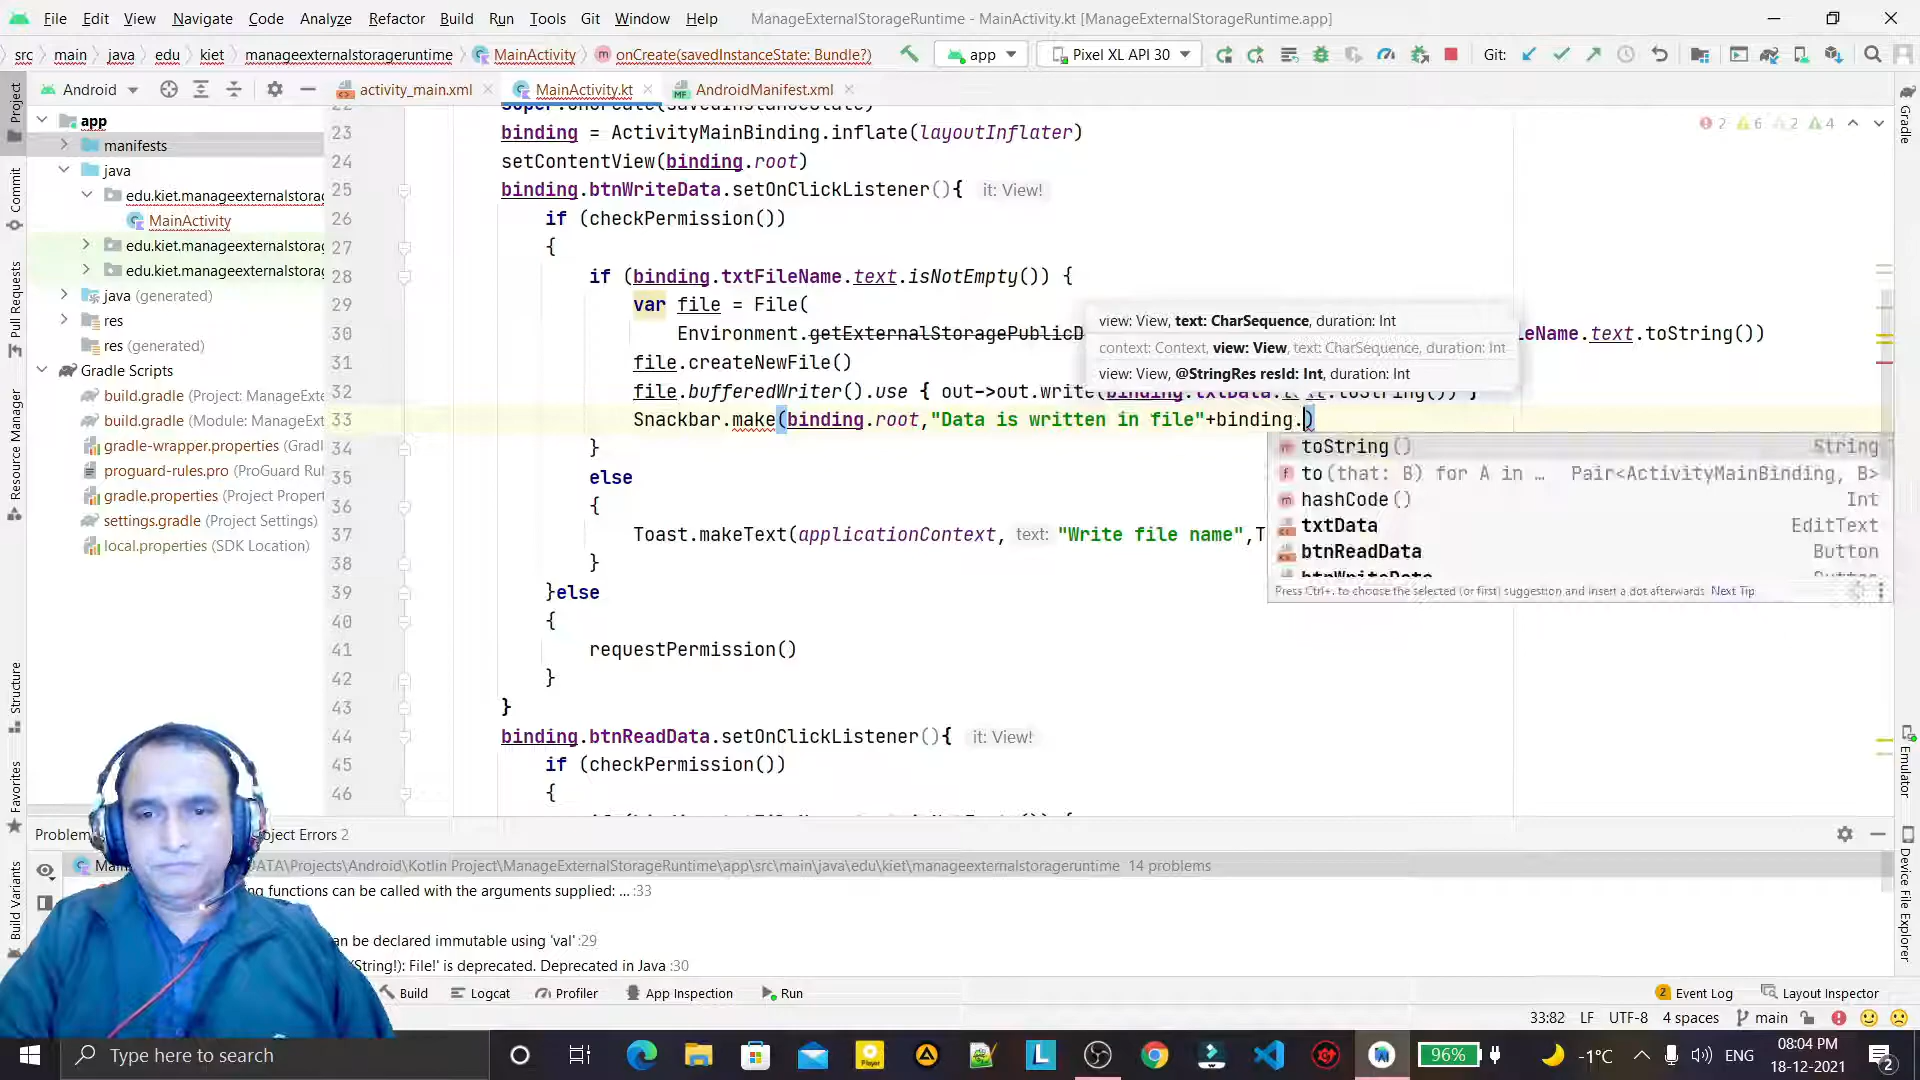 File Edit View Navigate Code Analyze Refactor Build Run Tools Git Window Help ManageExternalStorageRuntime - MainActivity.kt [ManageExternalStorageRuntime.app]
src main java edu kiet manageexternalstorageruntime MainActivity onCreate(savedInstanceState: Bundle?) app Pixel XL API 30 Git:
Android activity_main.xml MainActivity.kt AndroidManifest.xml
app
manifests
java
edu.kiet.manageexternalstorag
MainActivity
edu.kiet.manageexternalstorag
edu.kiet.manageexternalstorag
java (generated)
res
res (generated)
Gradle Scripts
build.gradle (Project: ManageExte
build.gradle (Module: ManageExte
gradle-wrapper.properties (Gradl
proguard-rules.pro (ProGuard Rul
gradle.properties (Project Proper
settings.gradle (Project Settings)
local.properties (SDK Location)
super.onCreate(savedInstanceState)
2 6 2 4
23 binding = ActivityMainBinding.inflate(layoutInflater)
24 setContentView(binding.root)
25 binding.btnWriteData.setOnClickListener(){ it: View!
26 if (checkPermission())
27 {
28 if (binding.txtFileName.text.isNotEmpty()) {
29 var file = File(
30 Environment.getExternalStoragePublicD leName.text.toString())
31 file.createNewFile()
32 file.bufferedWriter().use { out->out.write(binding.txtData.text.toString()) }
33 Snackbar.make(binding.root,"Data is written in file"+binding.)
34 }
35 else
36 {
37 Toast.makeText(applicationContext, text: "Write file name",T
38 }
39 }else
40 {
41 requestPermission()
42 }
43 }
44 binding.btnReadData.setOnClickListener(){ it: View!
45 if (checkPermission())
46 {
view: View, text: CharSequence, duration: Int
context: Context, view: View, text: CharSequence, duration: Int
view: View, @StringRes resId: Int, duration: Int
toString() String
to(that: B) for A in … Pair<ActivityMainBinding, B>
hashCode() Int
txtData EditText
btnReadData Button
btnWriteData Button
Press Ctrl+. to choose the selected (or first) suggestion and insert a dot afterwards Next Tip
Project
Commit
Pull Requests
Resource Manager
Structure
Favorites
Build Variants
Gradle
Emulator
Device File Explorer
Problem oject Errors 2
Main DATA\Projects\Android\Kotlin Project\ManageExternalStorageRuntime\app\src\main\java\edu\kiet\manageexternalstorageruntime 14 problems
ng functions can be called with the arguments supplied: ... :33
an be declared immutable using 'val' :29
(String!): File!' is deprecated. Deprecated in Java :30
Build Logcat Profiler App Inspection Run 2 Event Log Layout Inspector
33:82 LF UTF-8 4 spaces main
Type here to search 96% -1°C ENG 08:04 PM
18-12-2021 2